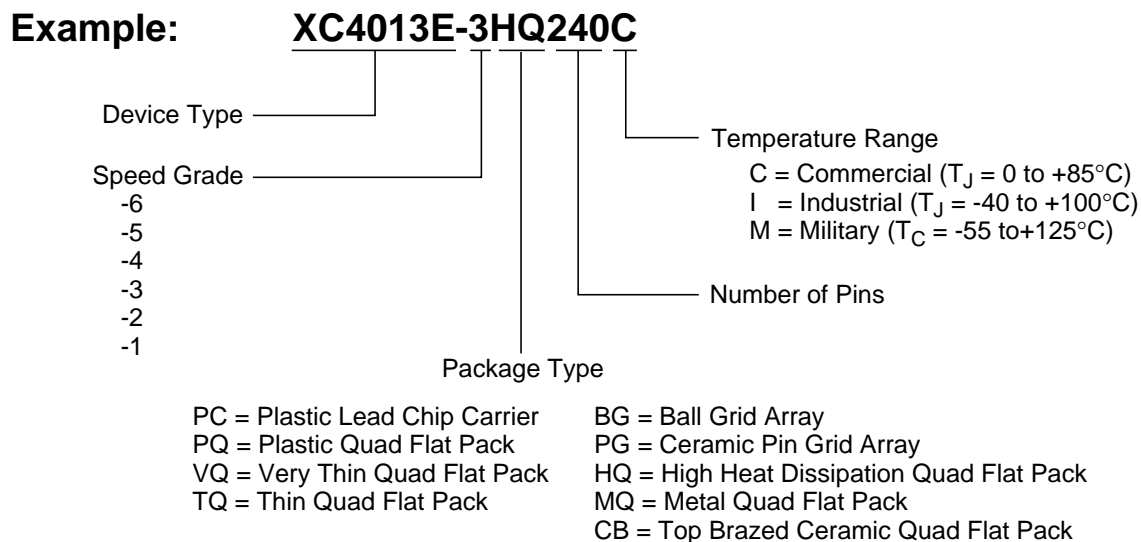 Example: XC4013E-3HQ240C
Device Type
Temperature Range
C = Commercial (TJ = 0 to +85°C)
I = Industrial (TJ = -40 to +100°C)
M = Military (TC = -55 to+125°C)
Speed Grade
-6
-5
-4
-3
-2
-1
Number of Pins
Package Type
PC = Plastic Lead Chip Carrier
PQ = Plastic Quad Flat Pack
VQ = Very Thin Quad Flat Pack
TQ = Thin Quad Flat Pack
BG = Ball Grid Array
PG = Ceramic Pin Grid Array
HQ = High Heat Dissipation Quad Flat Pack
MQ = Metal Quad Flat Pack
CB = Top Brazed Ceramic Quad Flat Pack